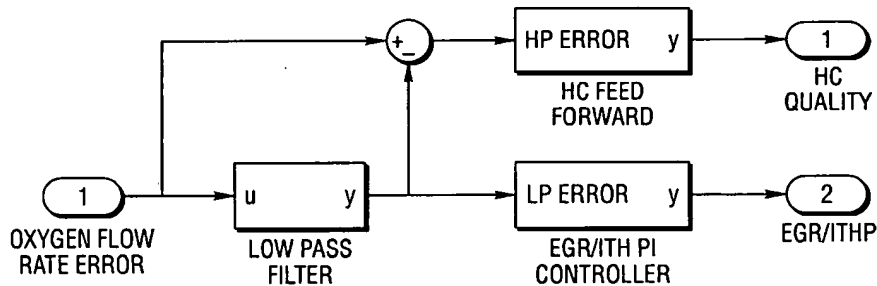 +
−
HP ERROR y
HC FEED
FORWARD
1
HC
QUALITY
1
OXYGEN FLOW
RATE ERROR
u y
LOW PASS
FILTER
LP ERROR y
EGR/ITH PI
CONTROLLER
2
EGR/ITHP